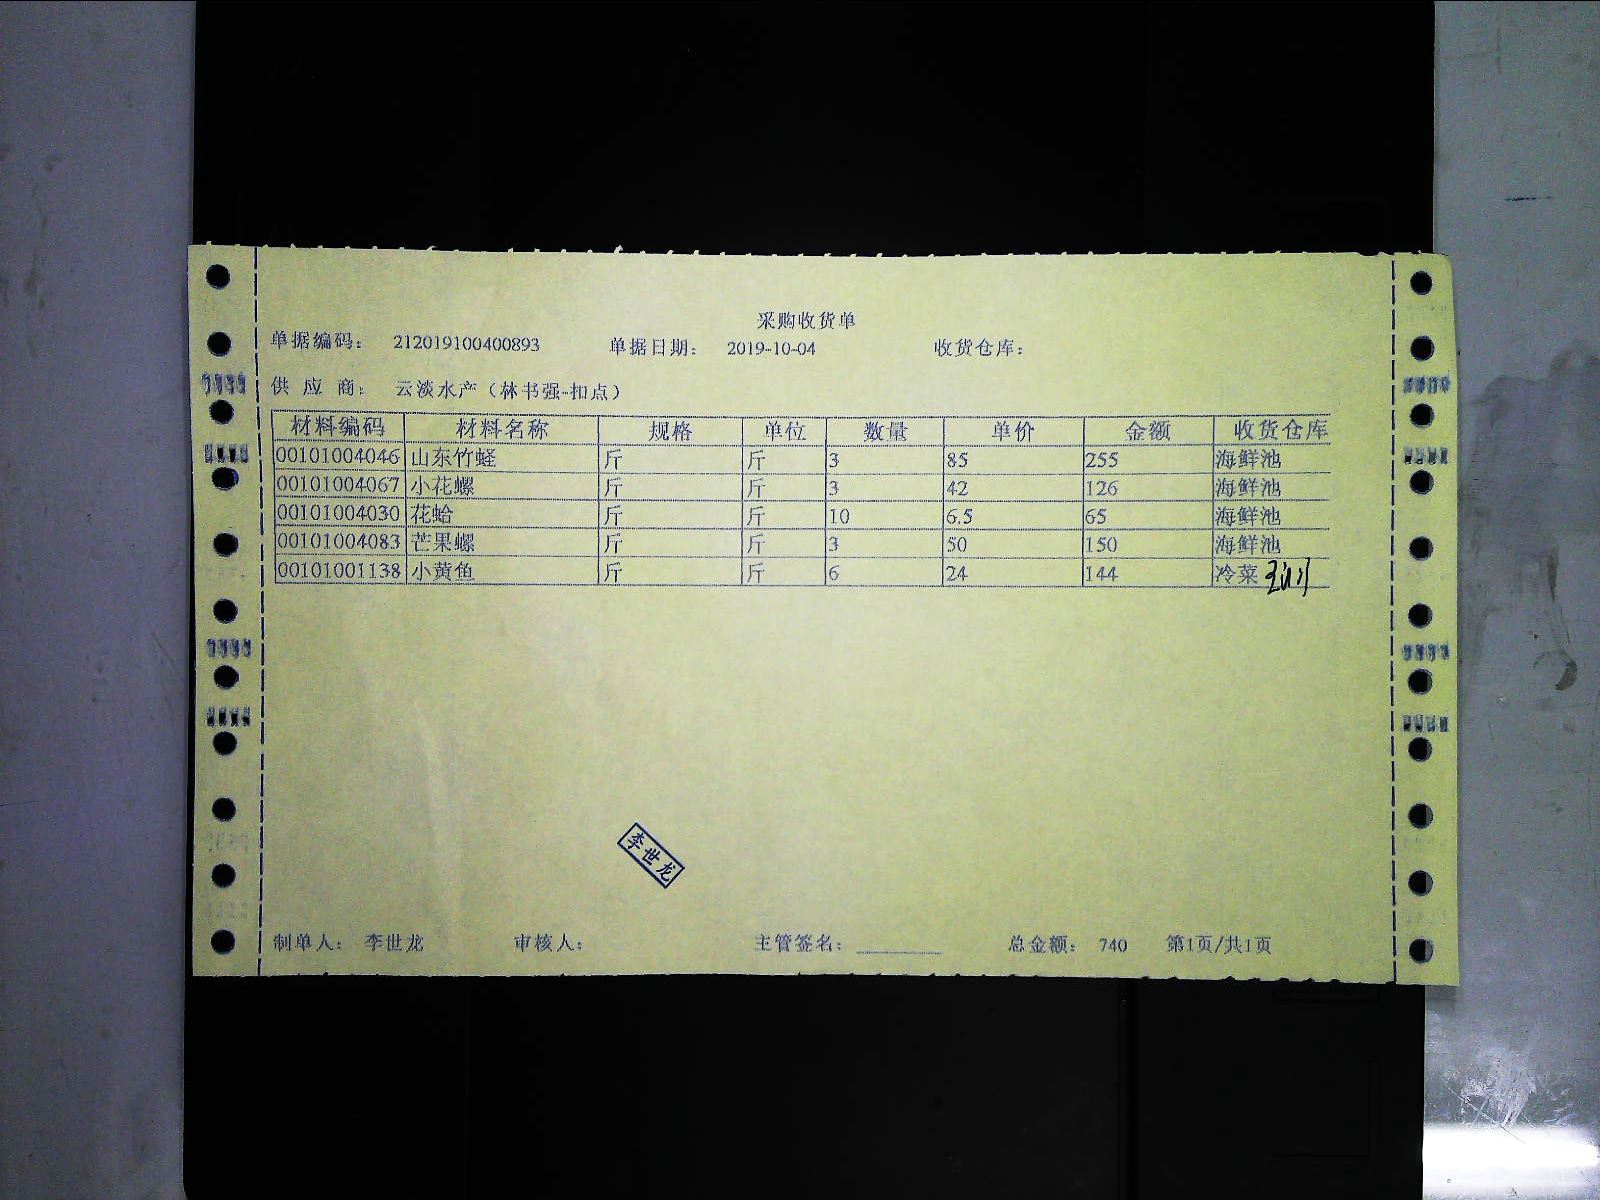 采购收货单
单据编码： 212019100400893 单据日期： 2019-10-04 收货仓库：
供 应 商： 云淡水产（林书强-扣点）
材料编码 材料名称 规格 单位 数量 单价 金额 收货仓库
00101004046 山东竹蛏 斤 斤 3 85 255 海鲜池
00101004067 小花螺 斤 斤 3 42 126 海鲜池
00101004030 花蛤 斤 斤 10 6.5 65 海鲜池
00101004083 芒果螺 斤 斤 3 50 150 海鲜池
00101001138 小黄鱼 斤 斤 6 24 144 冷菜
李世龙
制单人： 李世龙 审核人： 主管签名： 总金额： 740 第1页/共1页